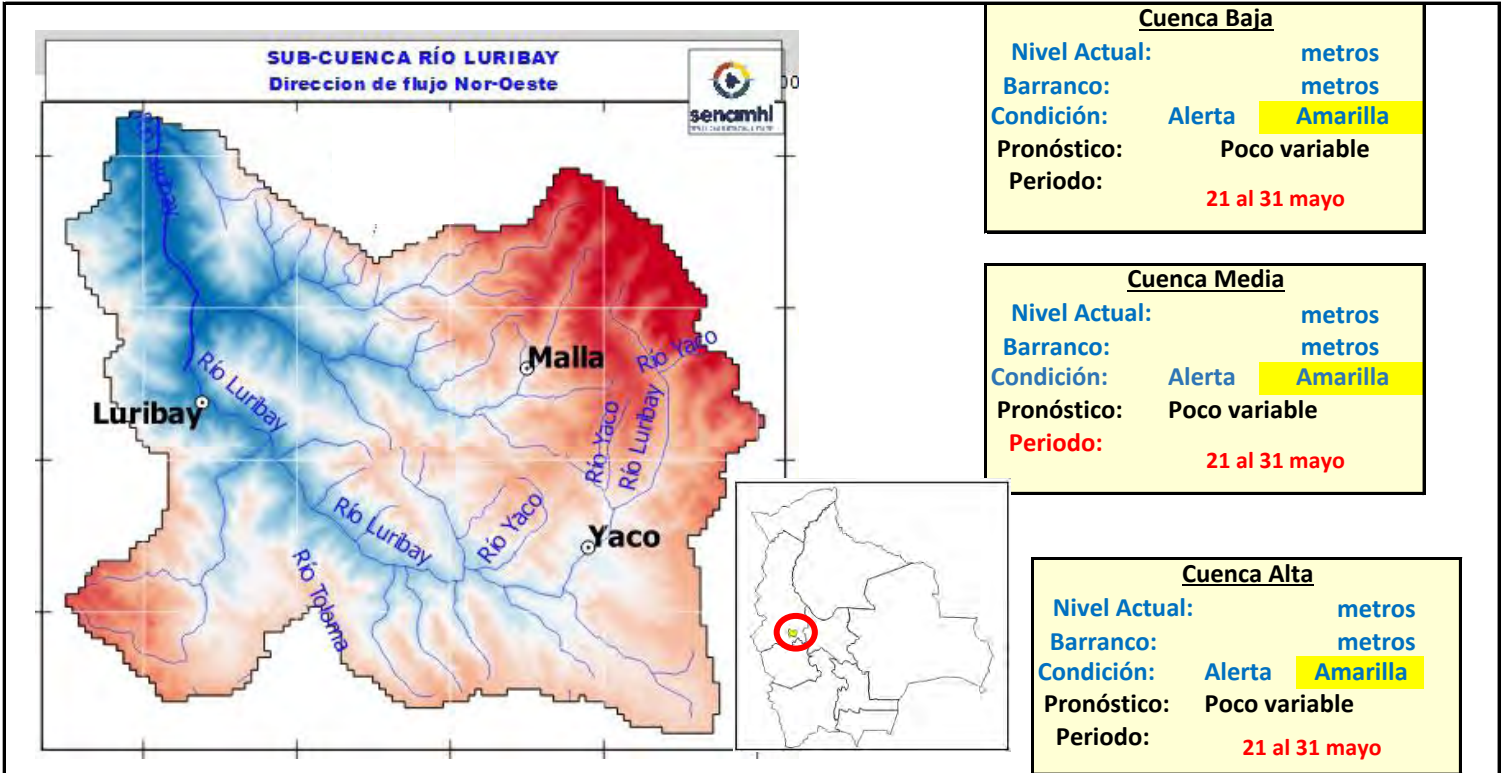 SUB-CUENCA RÍO LURIBAY
Direccion de flujo Nor-Oeste
senamhi
00
Luribay
Río Luribay
Luribay
Malla
Río Yaco
Río Yaco
Río Luribay
Río Luribay
Río Yaco
Yaco
Río Tolama
Cuenca Baja
Nivel Actual: metros
Barranco: metros
Condición: Alerta Amarilla
Pronóstico: Poco variable
Periodo:
21 al 31 mayo
Cuenca Media
Nivel Actual: metros
Barranco: metros
Condición: Alerta Amarilla
Pronóstico: Poco variable
Periodo:
21 al 31 mayo
Cuenca Alta
Nivel Actual: metros
Barranco: metros
Condición: Alerta Amarilla
Pronóstico: Poco variable
Periodo:
21 al 31 mayo